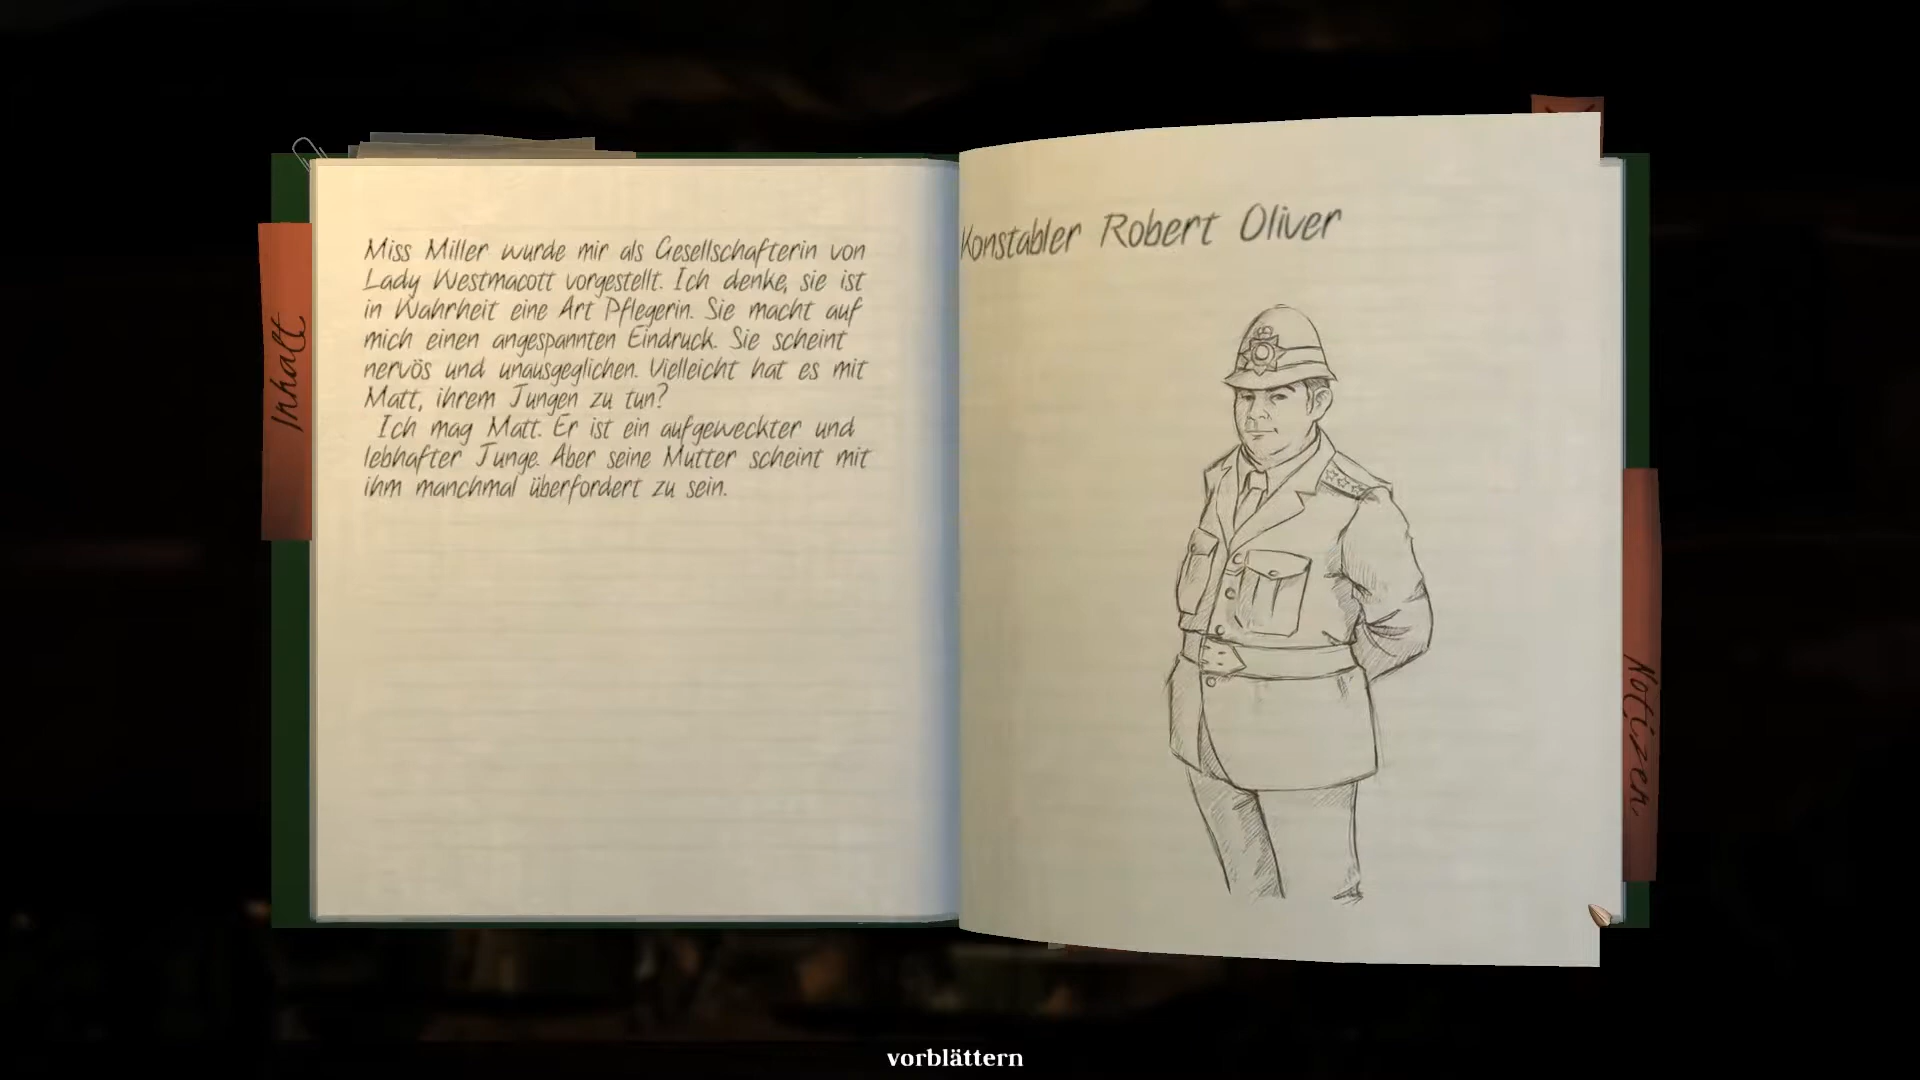 Inhalt
Miss Miller wurde mir als Gesellschafterin von
Lady Westmacott vorgestellt. Ich denke, sie ist
in Wahrheit eine Art Pflegerin. Sie macht auf
mich einen angespannten Eindruck. Sie scheint
nervös und unausgeglichen. Vielleicht hat es mit
Matt, ihrem Jungen zu tun?
Ich mag Matt. Er ist ein aufgeweckter und
lebhafter Junge. Aber seine Mutter scheint mit
ihm manchmal überfordert zu sein.
Konstabler Robert Oliver
Notizen
vorblättern